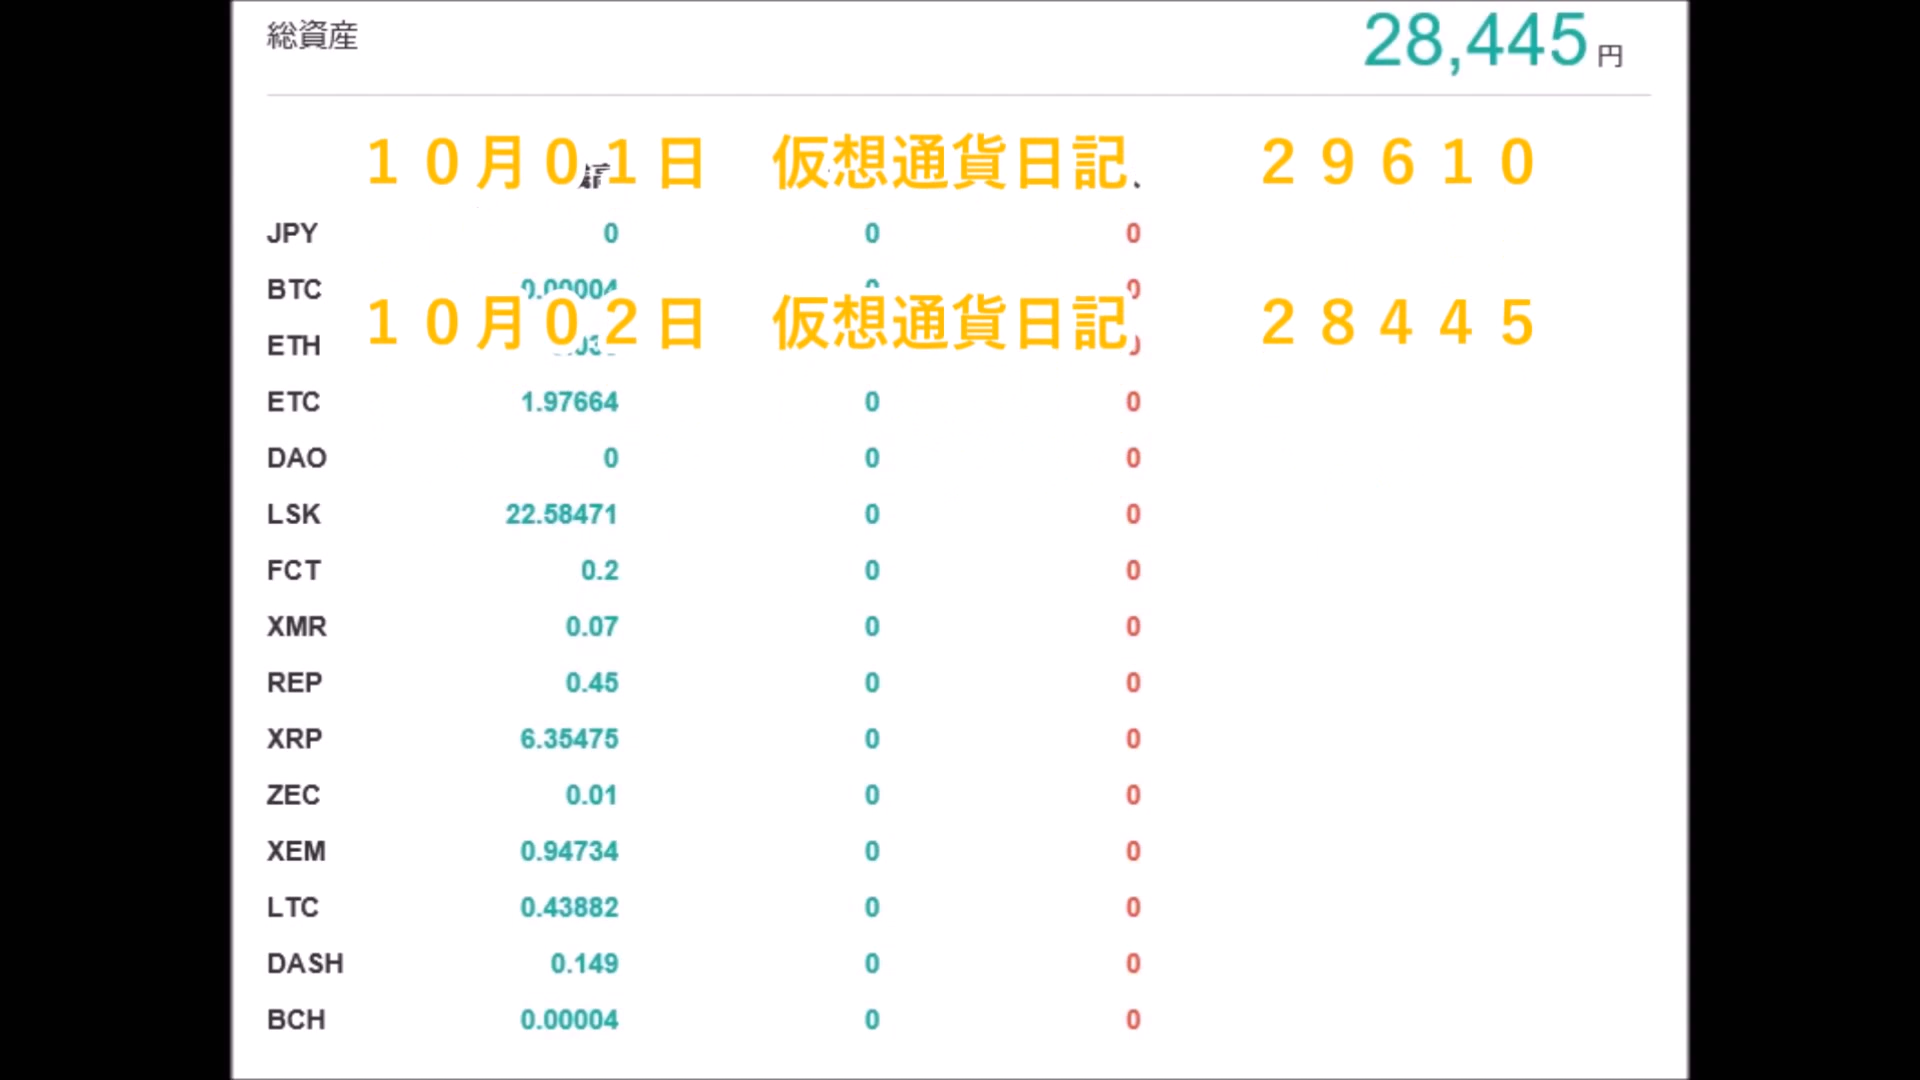 総資産 28,445 円
１０月０１日　仮想通貨日記　２９６１０
JPY 0 0 0
BTC 0.00004 0 0
１０月０２日　仮想通貨日記　２８４４５
ETH
ETC 1.97664 0 0
DAO 0 0 0
LSK 22.58471 0 0
FCT 0.2 0 0
XMR 0.07 0 0
REP 0.45 0 0
XRP 6.35475 0 0
ZEC 0.01 0 0
XEM 0.94734 0 0
LTC 0.43882 0 0
DASH 0.149 0 0
BCH 0.00004 0 0